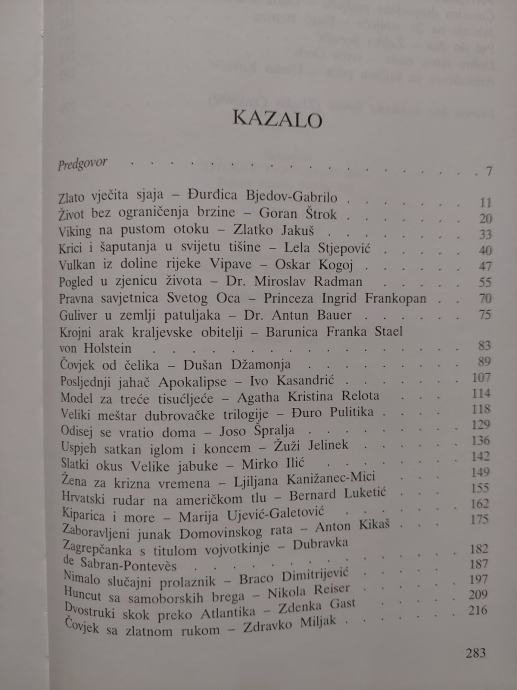 KAZALO
Predgovor . . . . . . . . . . . . . . . . . . 7
Zlato vječita sjaja – Đurđica Bjedov-Gabrilo . . . . . . . 11
Život bez ograničenja brzine – Goran Štrok . . . . . . . 20
Viking na pustom otoku – Zlatko Jakuš . . . . . . . . 33
Krici i šaputanja u svijetu tišine – Lela Stjepović . . . . . . 40
Vulkan iz doline rijeke Vipave – Oskar Kogoj . . . . . . 47
Pogled u zjenicu života – Dr. Miroslav Radman . . . . . . 55
Pravna savjetnica Svetog Oca – Princeza Ingrid Frankopan . . 70
Guliver u zemlji patuljaka – Dr. Antun Bauer . . . . . . 75
Krojni arak kraljevske obitelji – Barunica Franka Stael
von Holstein . . . . . . . . . . . . . . . . 83
Čovjek od čelika – Dušan Džamonja . . . . . . . . . 89
Posljednji jahač Apokalipse – Ivo Kasandrić . . . . . . . 107
Model za treće tisućljeće – Agatha Kristina Relota . . . . 114
Veliki meštar dubrovačke trilogije – Đuro Pulitika . . . . 118
Odisej se vratio doma – Joso Špralja . . . . . . . . 129
Uspjeh satkan iglom i koncem – Žuži Jelinek . . . . . . 136
Slatki okus Velike jabuke – Mirko Ilić . . . . . . . . 142
Žena za krizna vremena – Ljiljana Kanižanec-Mici . . . . 149
Hrvatski rudar na američkom tlu – Bernard Luketić . . . 155
Kiparica i more – Marija Ujević-Galetović . . . . . . 162
Zaboravljeni junak Domovinskog rata – Anton Kikaš . . . 175
Zagrepčanka s titulom vojvotkinje – Dubravka
de Sabran-Pontevès . . . . . . . . . . . . . 182
Nimalo slučajni prolaznik – Braco Dimitrijević . . . . . 187
Huncut sa samoborskih brega – Nikola Reiser . . . . . 197
Dvostruki skok preko Atlantika – Zdenka Gast . . . . . 209
Čovjek sa zlatnom rukom – Zdravko Miljak . . . . . . 216
283